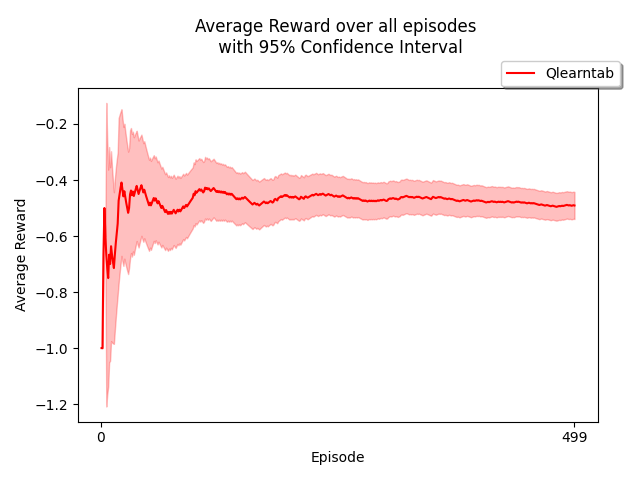 Average Reward over all episodes
with 95% Confidence Interval
Qlearntab
−0.2
−0.4
−0.6
−0.8
−1.0
−1.2
Average Reward
0
499
Episode